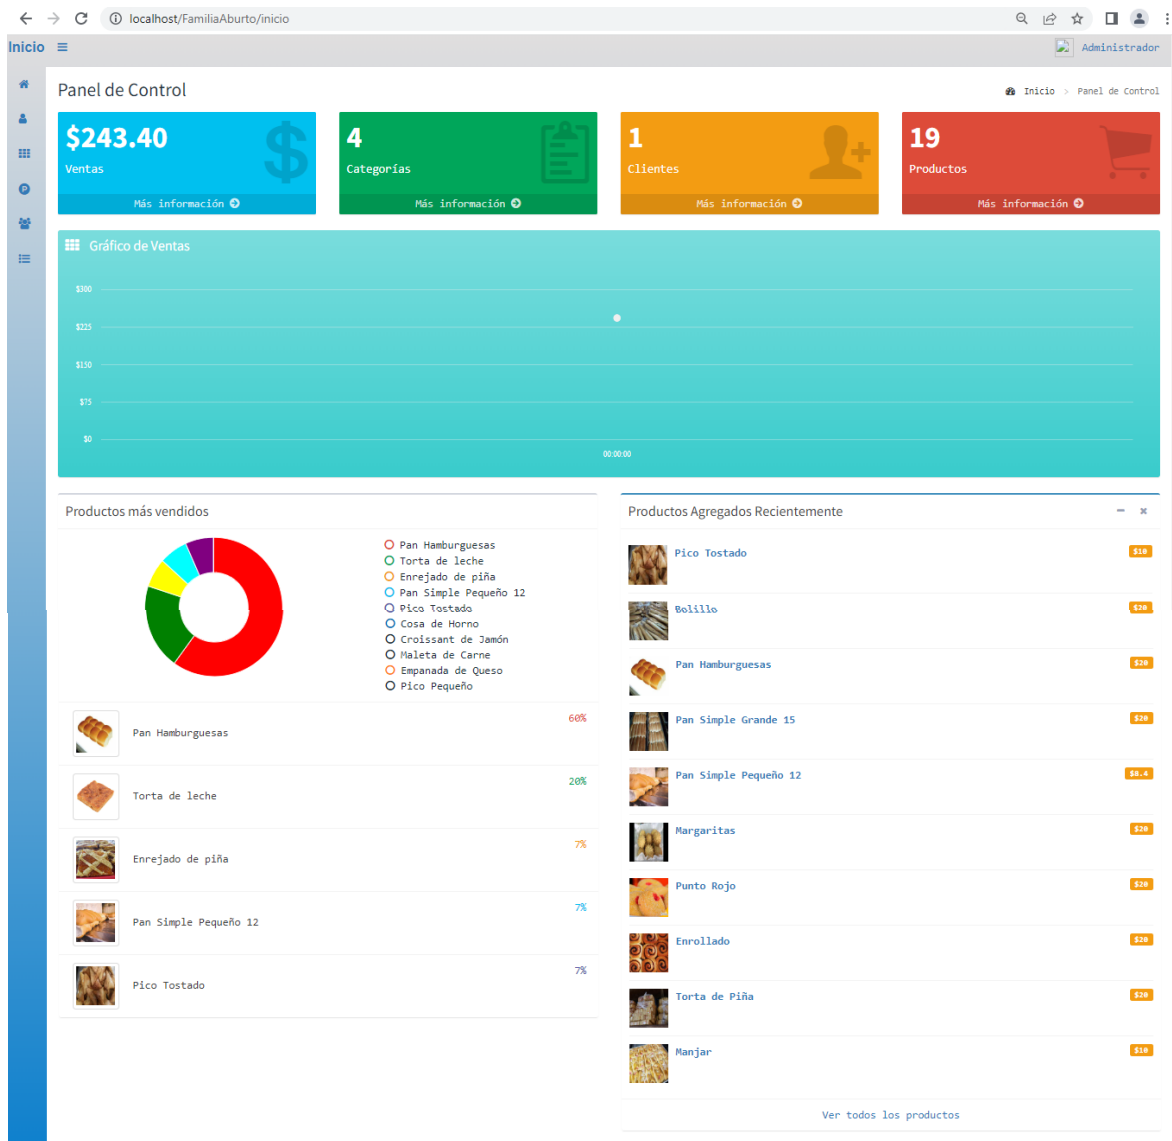 localhost/FamiliaAburto/inicio
Inicio
Administrador
Panel de Control
Inicio > Panel de Control
$243.40
Ventas
Más información
4
Categorías
Más información
1
Clientes
Más información
19
Productos
Más información
Gráfico de Ventas
$300
$225
$150
$75
$0
00:00:00
Productos más vendidos
Pan Hamburguesas
Torta de leche
Enrejado de piña
Pan Simple Pequeño 12
Pico Tostado
Cosa de Horno
Croissant de Jamón
Maleta de Carne
Empanada de Queso
Pico Pequeño
Pan Hamburguesas 60%
Torta de leche 20%
Enrejado de piña 7%
Pan Simple Pequeño 12 7%
Pico Tostado 7%
Productos Agregados Recientemente
Pico Tostado $10
Bolillo $20
Pan Hamburguesas $20
Pan Simple Grande 15 $20
Pan Simple Pequeño 12 $8.4
Margaritas $20
Punto Rojo $20
Enrollado $20
Torta de Piña $20
Manjar $10
Ver todos los productos